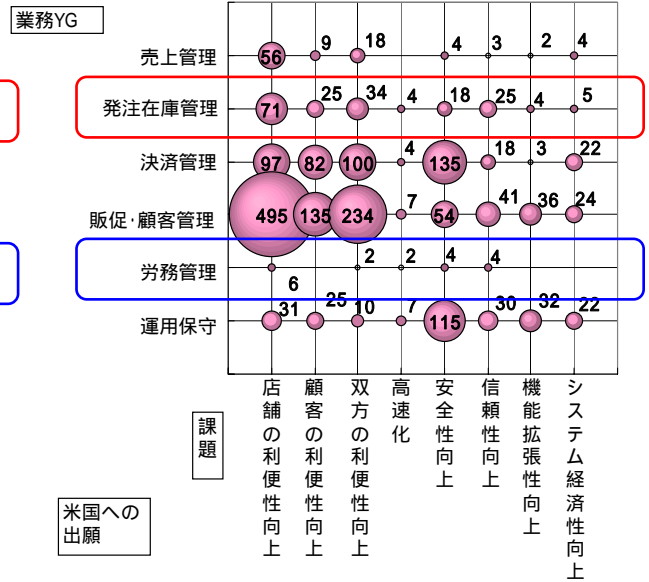 業務YG
売上管理
56 9 18 4 3 2 4
発注在庫管理
71 25 34 4 18 25 4 5
決済管理
97 82 100 4 135 18 3 22
販促・顧客管理
495 135 234 7 54 41 36 24
労務管理
6 2 2 4 4
運用保守
31 25 10 7 115 30 32 22
課題
店舗の利便性向上
顧客の利便性向上
双方の利便性向上
高速化
安全性向上
信頼性向上
機能拡張性向上
システム経済性向上
米国への
出願